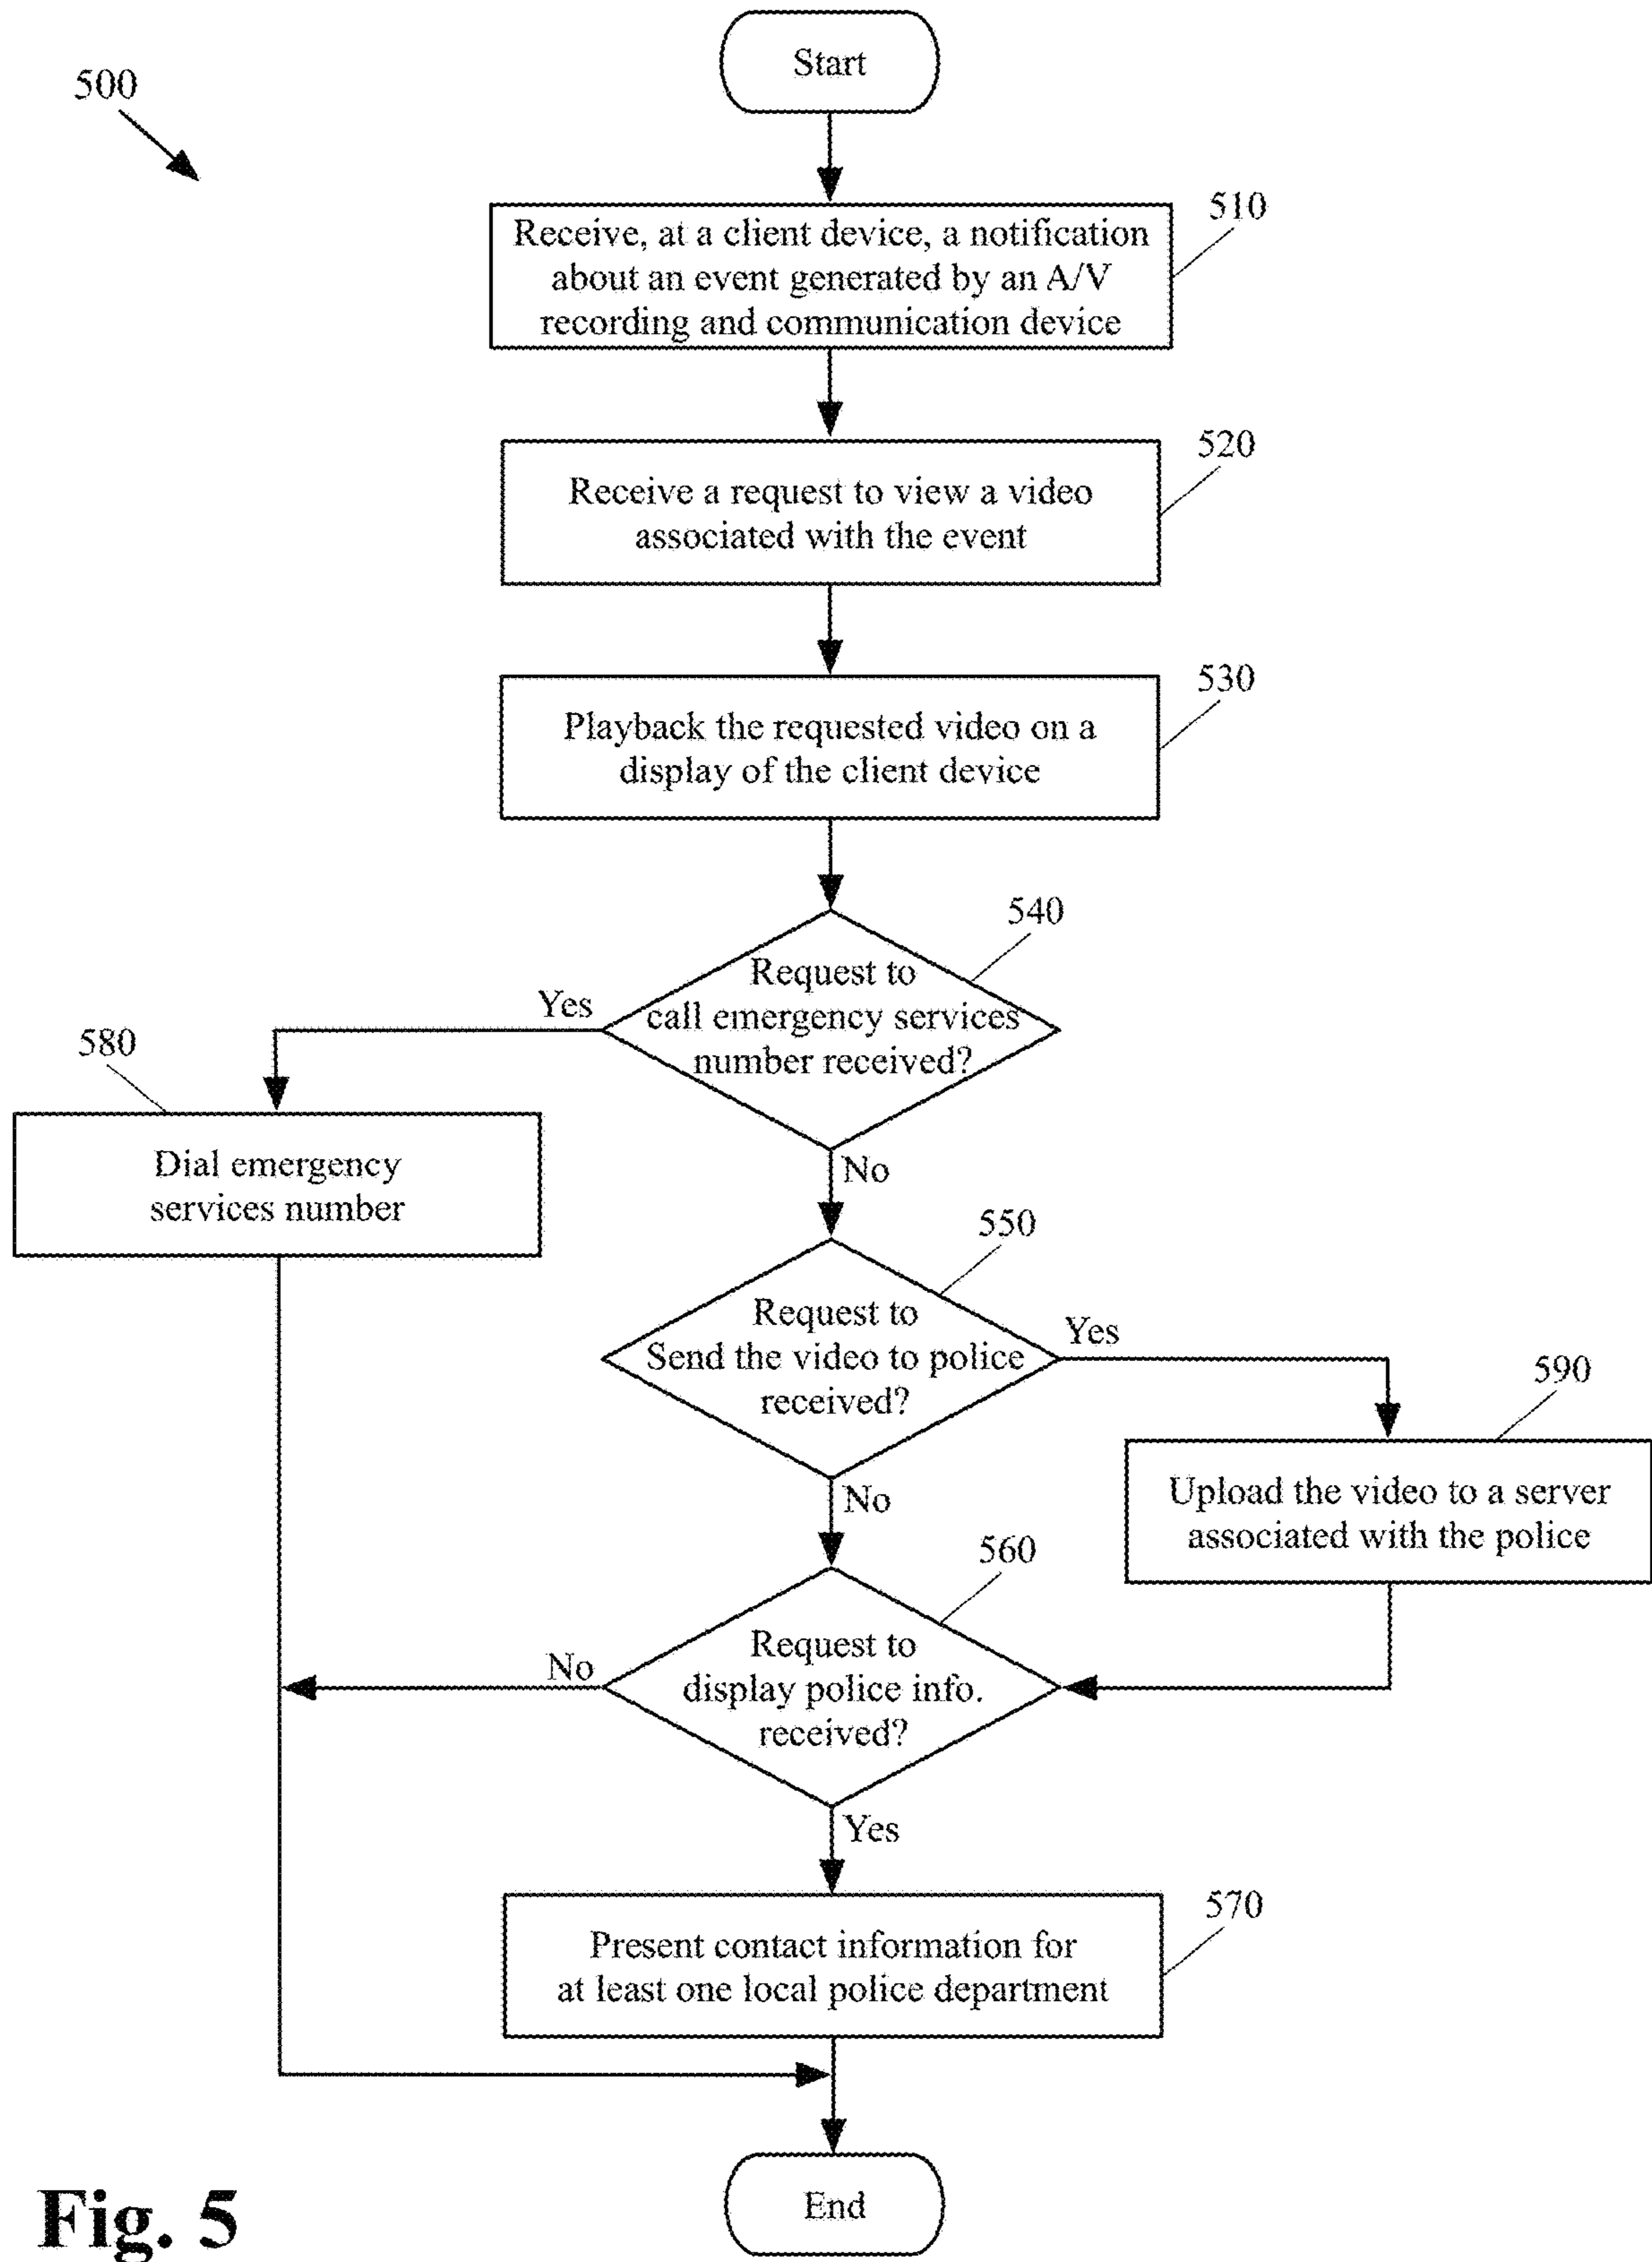 Start
500
510
Receive, at a client device, a notification
about an event generated by an A/V
recording and communication device
520
Receive a request to view a video
associated with the event
530
Playback the requested video on a
display of the client device
540
Request to
call emergency services
number received?
Yes
580
Dial emergency
services number
No
550
Request to
Send the video to police
received?
Yes
590
Upload the video to a server
associated with the police
No
560
Request to
display police info.
received?
No
Yes
570
Present contact information for
at least one local police department
End
Fig. 5